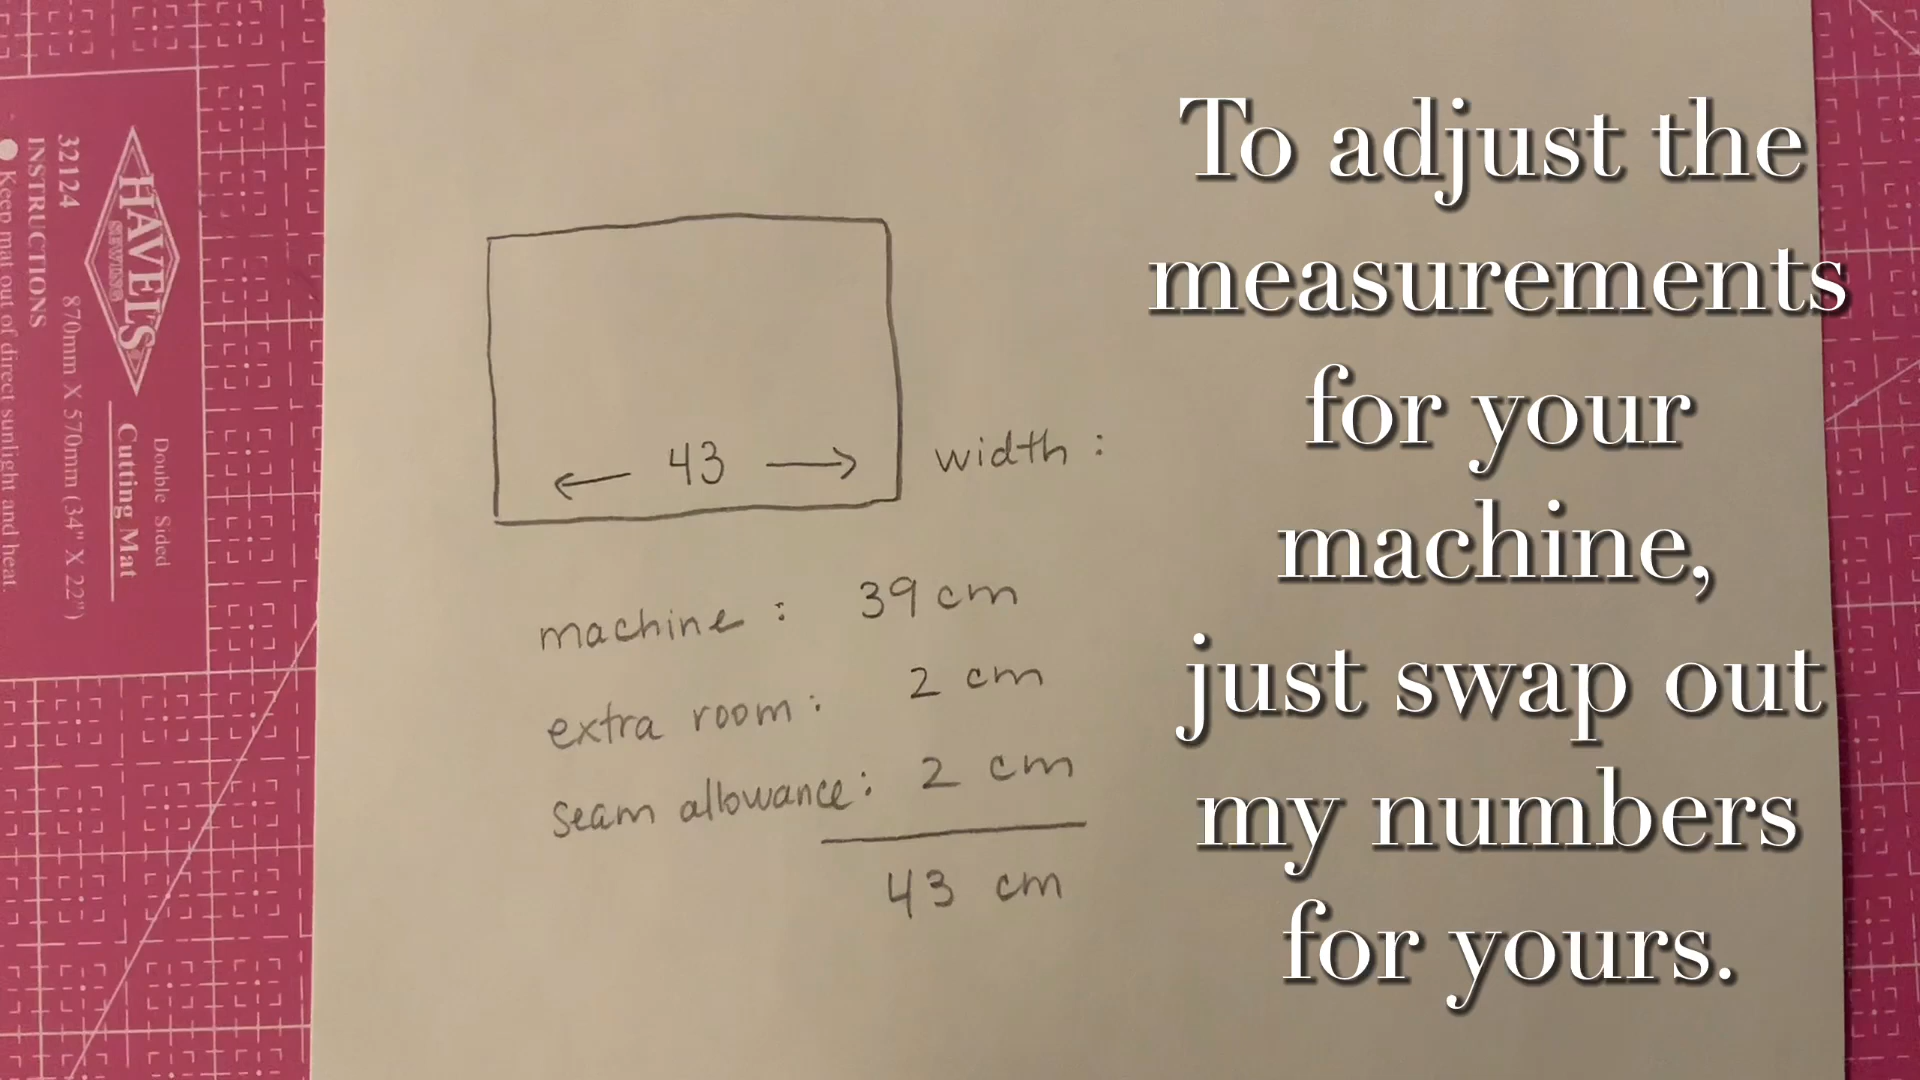 To adjust the
measurements
for your
machine,
just swap out
my numbers
for yours.
← 43 → width :
machine : 39 cm
extra room : 2 cm
seam allowance : 2 cm
43 cm
HAVEL'S
SEWING
Double Sided
Cutting Mat
32124 870mm X 570mm (34" X 22")
INSTRUCTIONS
● Keep mat out of direct sunlight and heat.